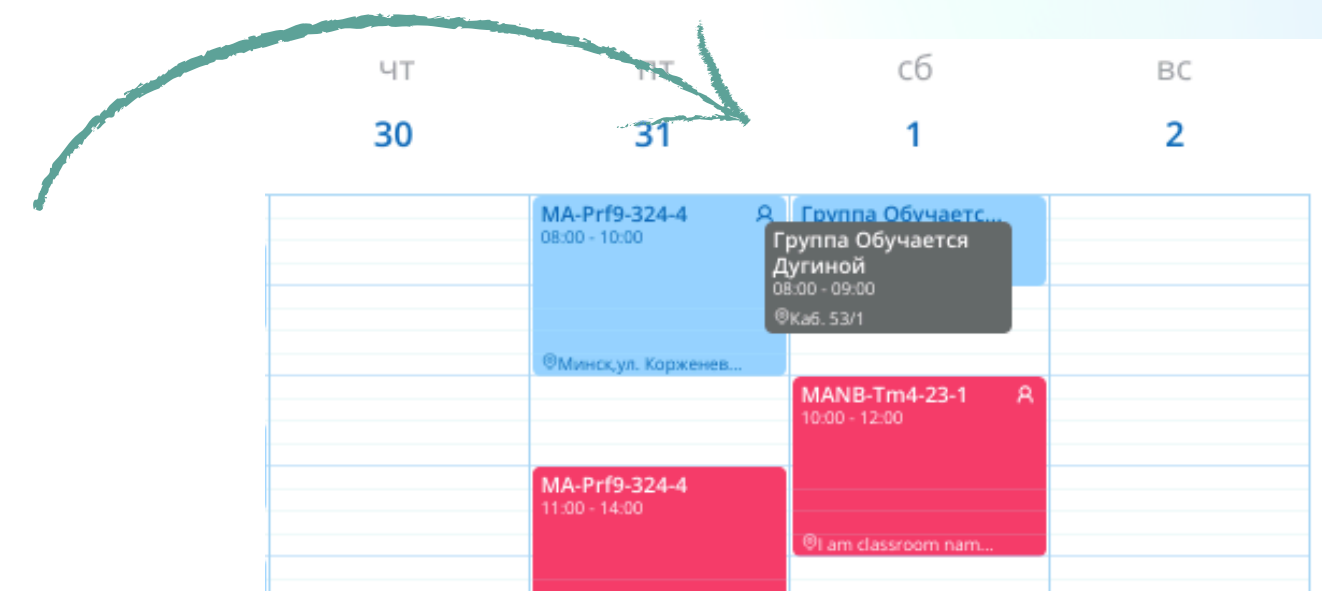 чт пт сб вс
30 31 1 2
MA-Prf9-324-4
08:00 - 10:00
Минск,ул. Корженев...
MA-Prf9-324-4
11:00 - 14:00
Группа Обучаетс...
Группа Обучается
Дугиной
08:00 - 09:00
Каб. 53/1
MANB-Tm4-23-1
10:00 - 12:00
I am classroom nam...